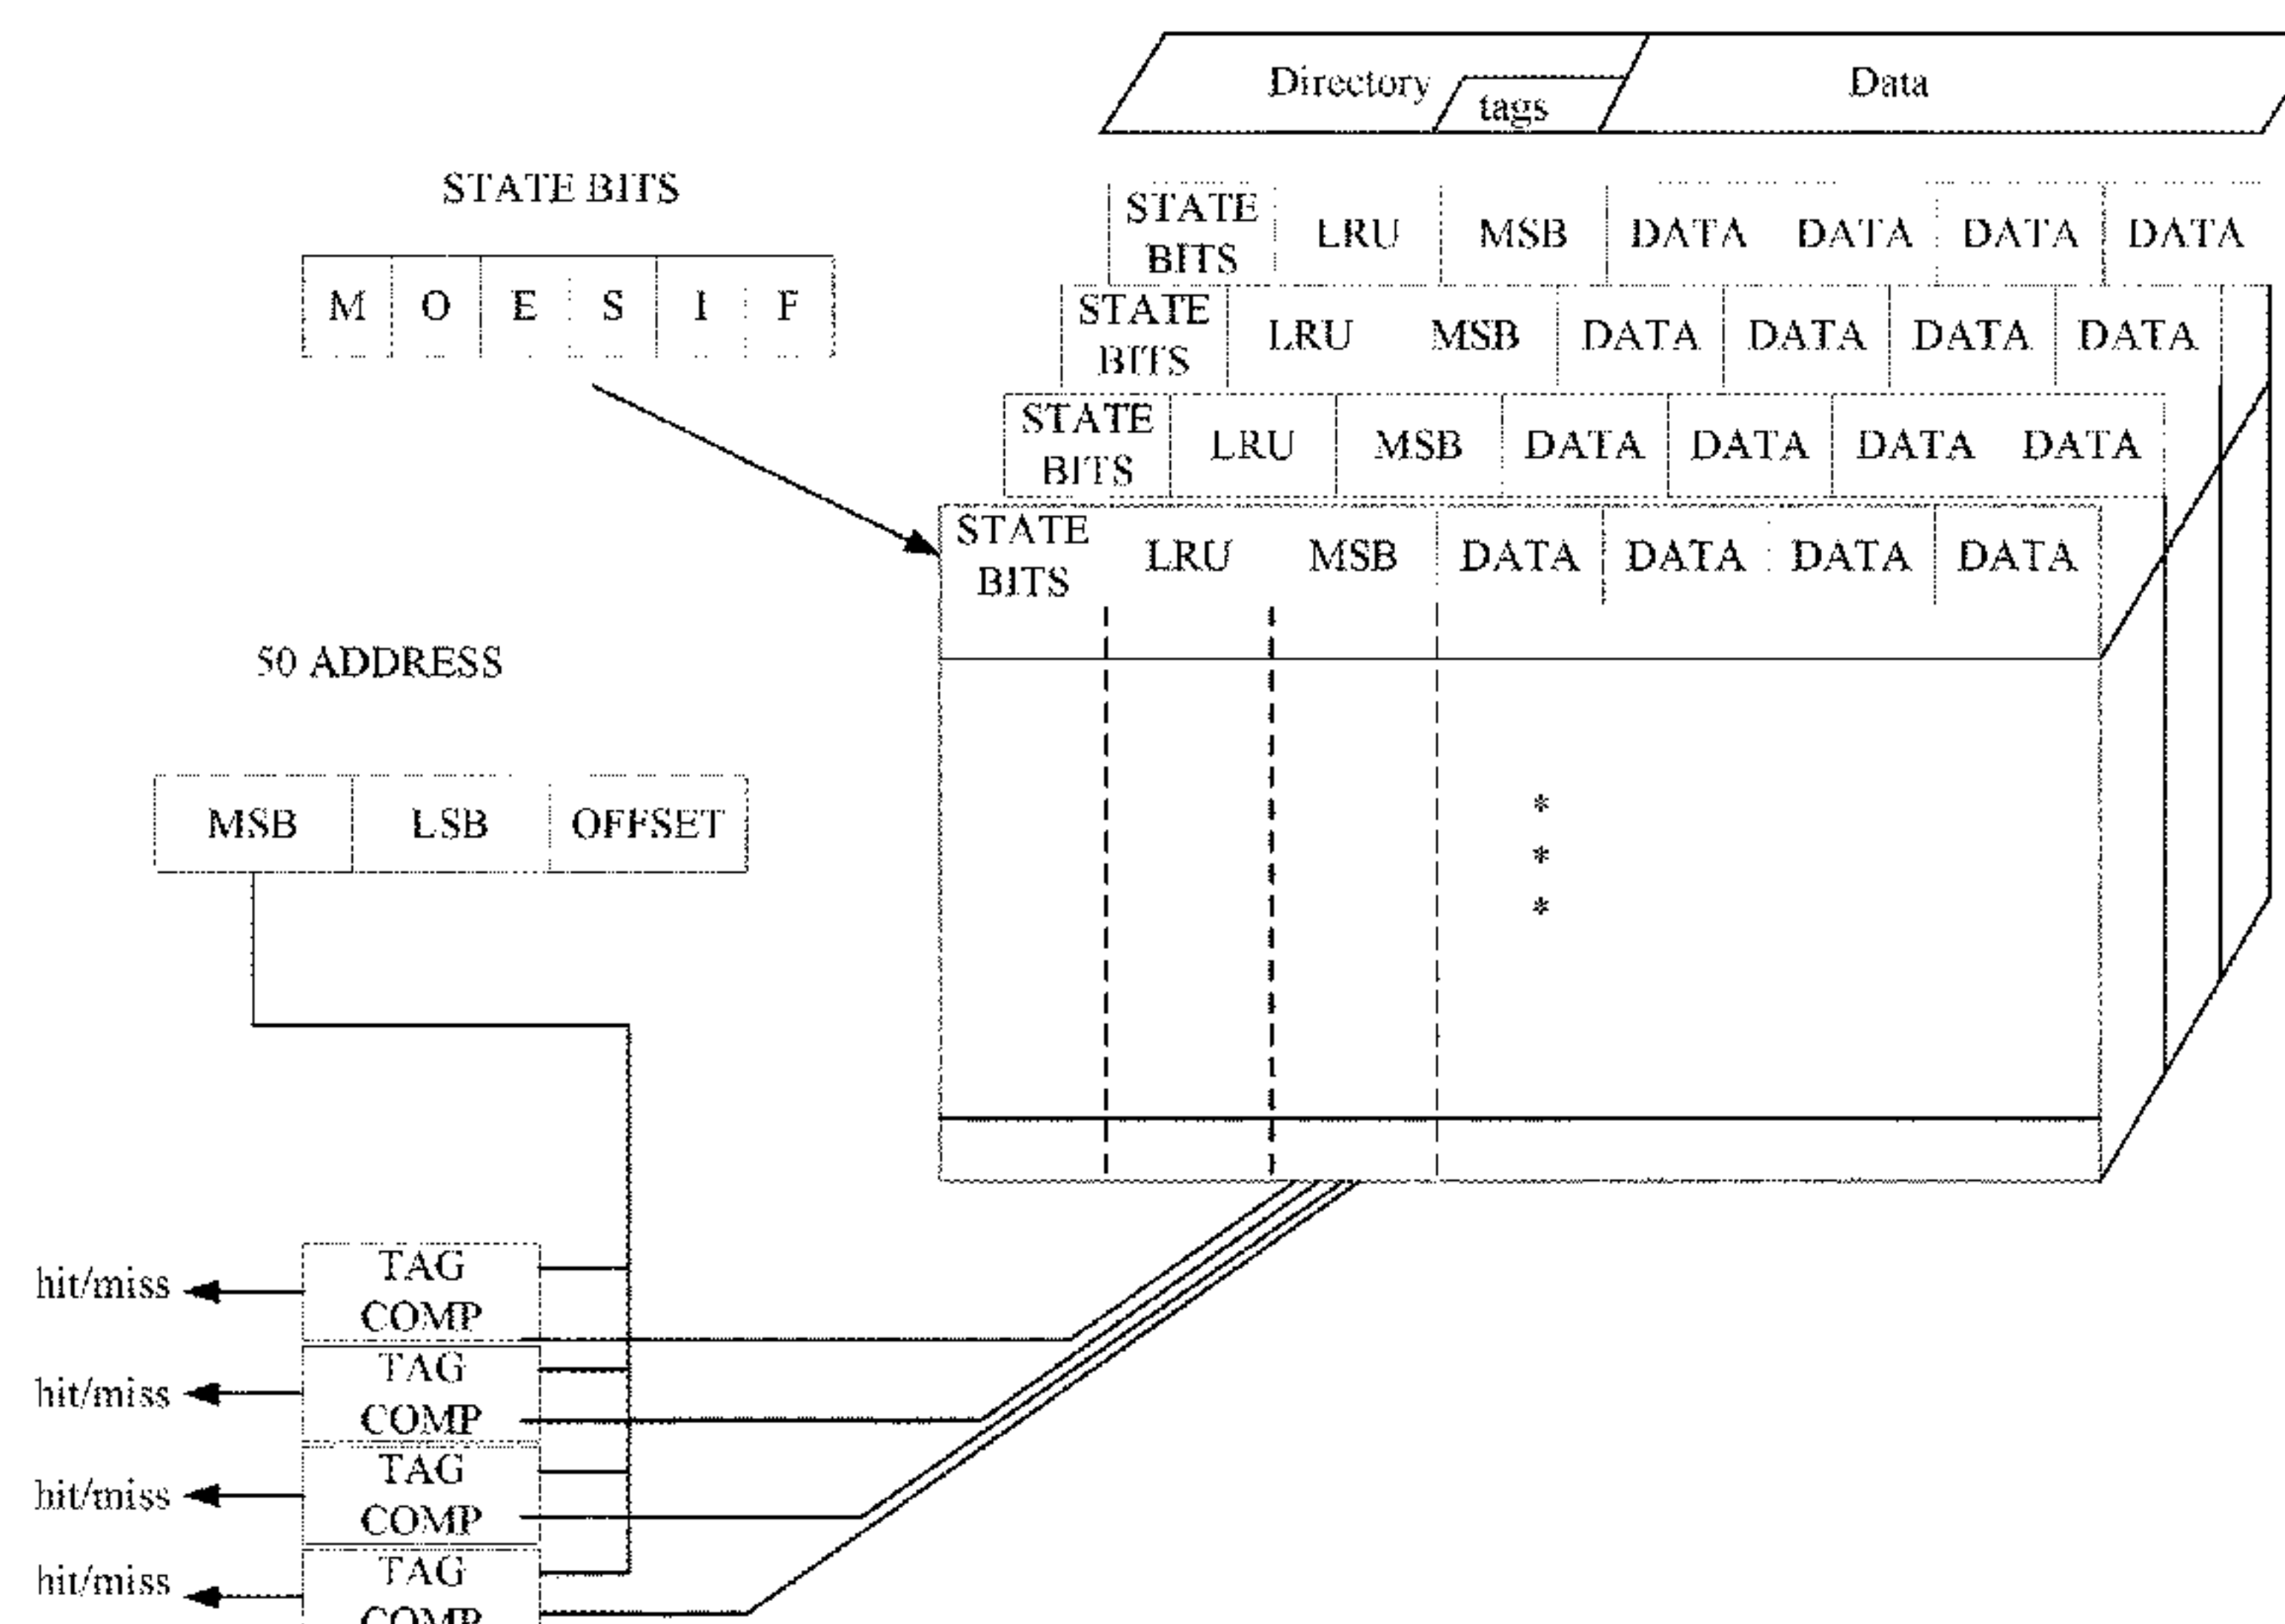 Directory tags Data
STATE BITS
M O E S I F
STATE BITS LRU MSB DATA DATA DATA DATA
STATE BITS LRU MSB DATA DATA DATA DATA
STATE BITS LRU MSB DATA DATA DATA DATA
STATE BITS LRU MSB DATA DATA DATA DATA
50 ADDRESS
MSB LSB OFFSET
*
*
*
hit/miss TAG COMP
hit/miss TAG COMP
hit/miss TAG COMP
hit/miss TAG COMP